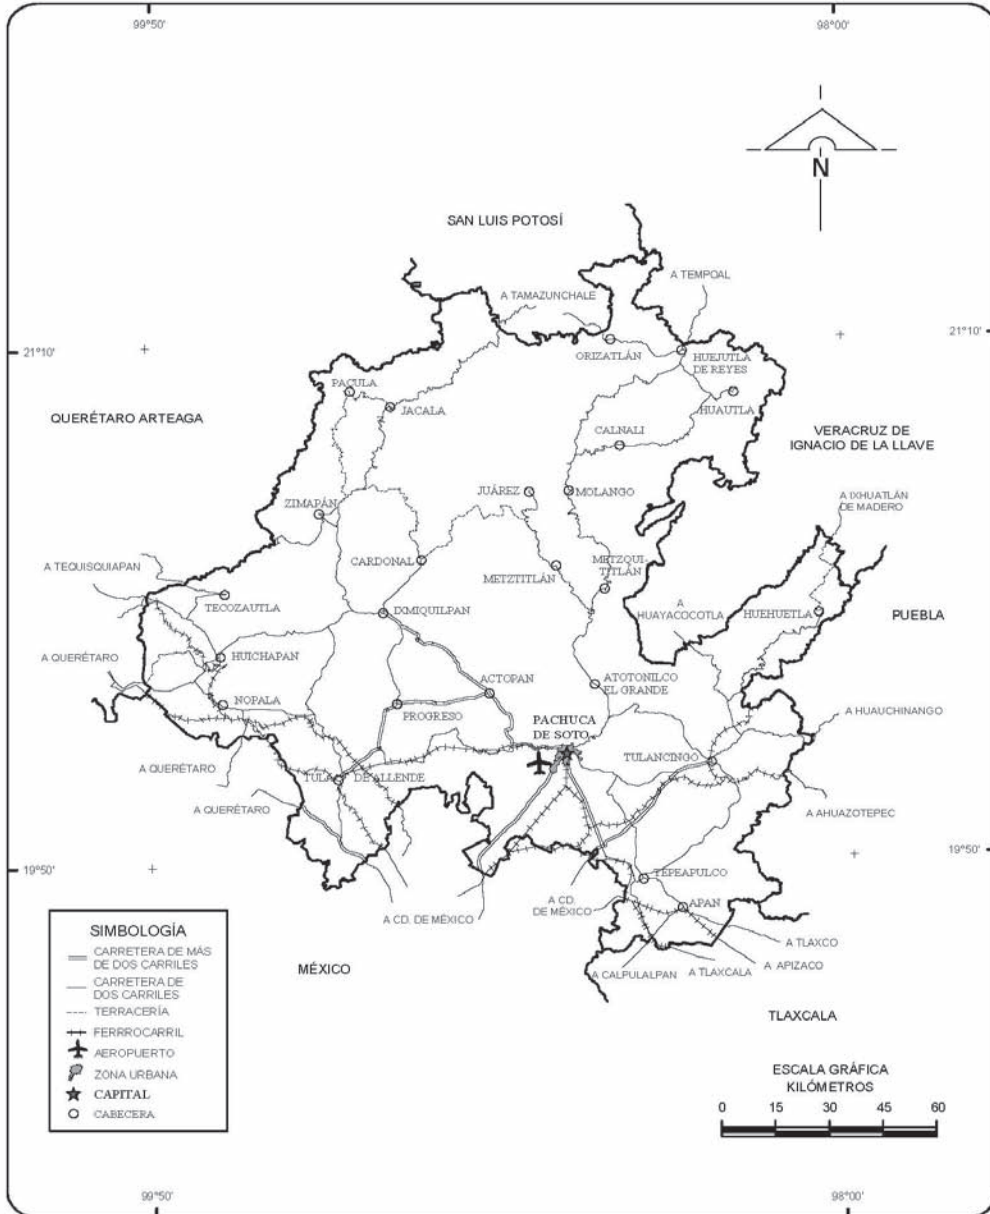 99°50'
98°00'
N
SAN LUIS POTOSÍ
A TEMPOAL
A TAMAZUNCHALE
21°10'
21°10'
ORIZATLÁN
HUEJUTLA
DE REYES
PACULA
JACALA
HUAUTLA
QUERÉTARO ARTEAGA
CALNALI
VERACRUZ DE
IGNACIO DE LA LLAVE
JUÁREZ
MOLANGO
ZIMAPÁN
A IXHUATLÁN
DE MADERO
CARDONAL
METZTITLÁN
METZQUI-
TITLÁN
A TEQUISQUIAPAN
TECOZAUTLA
IXMIQUILPAN
A
HUAYACOCOTLA
HUEHUETLA
PUEBLA
A QUERÉTARO
HUICHAPAN
ACTOPAN
ATOTONILCO
EL GRANDE
NOPALA
PROGRESO
PACHUCA
DE SOTO
A HUAUCHINANGO
TULANCINGO
A QUERÉTARO
TULA DE ALLENDE
A QUERÉTARO
A AHUAZOTEPEC
19°50'
19°50'
TEPEAPULCO
A CD.
DE MÉXICO
APAN
A CD. DE MÉXICO
A TLAXCO
MÉXICO
A CALPULALPAN
A TLAXCALA
A APIZACO
TLAXCALA
SIMBOLOGÍA
CARRETERA DE MÁS
DE DOS CARRILES
CARRETERA DE
DOS CARRILES
TERRACERÍA
FERRROCARRIL
AEROPUERTO
ZONA URBANA
CAPITAL
CABECERA
ESCALA GRÁFICA
KILÓMETROS
0 15 30 45 60
99°50'
98°00'